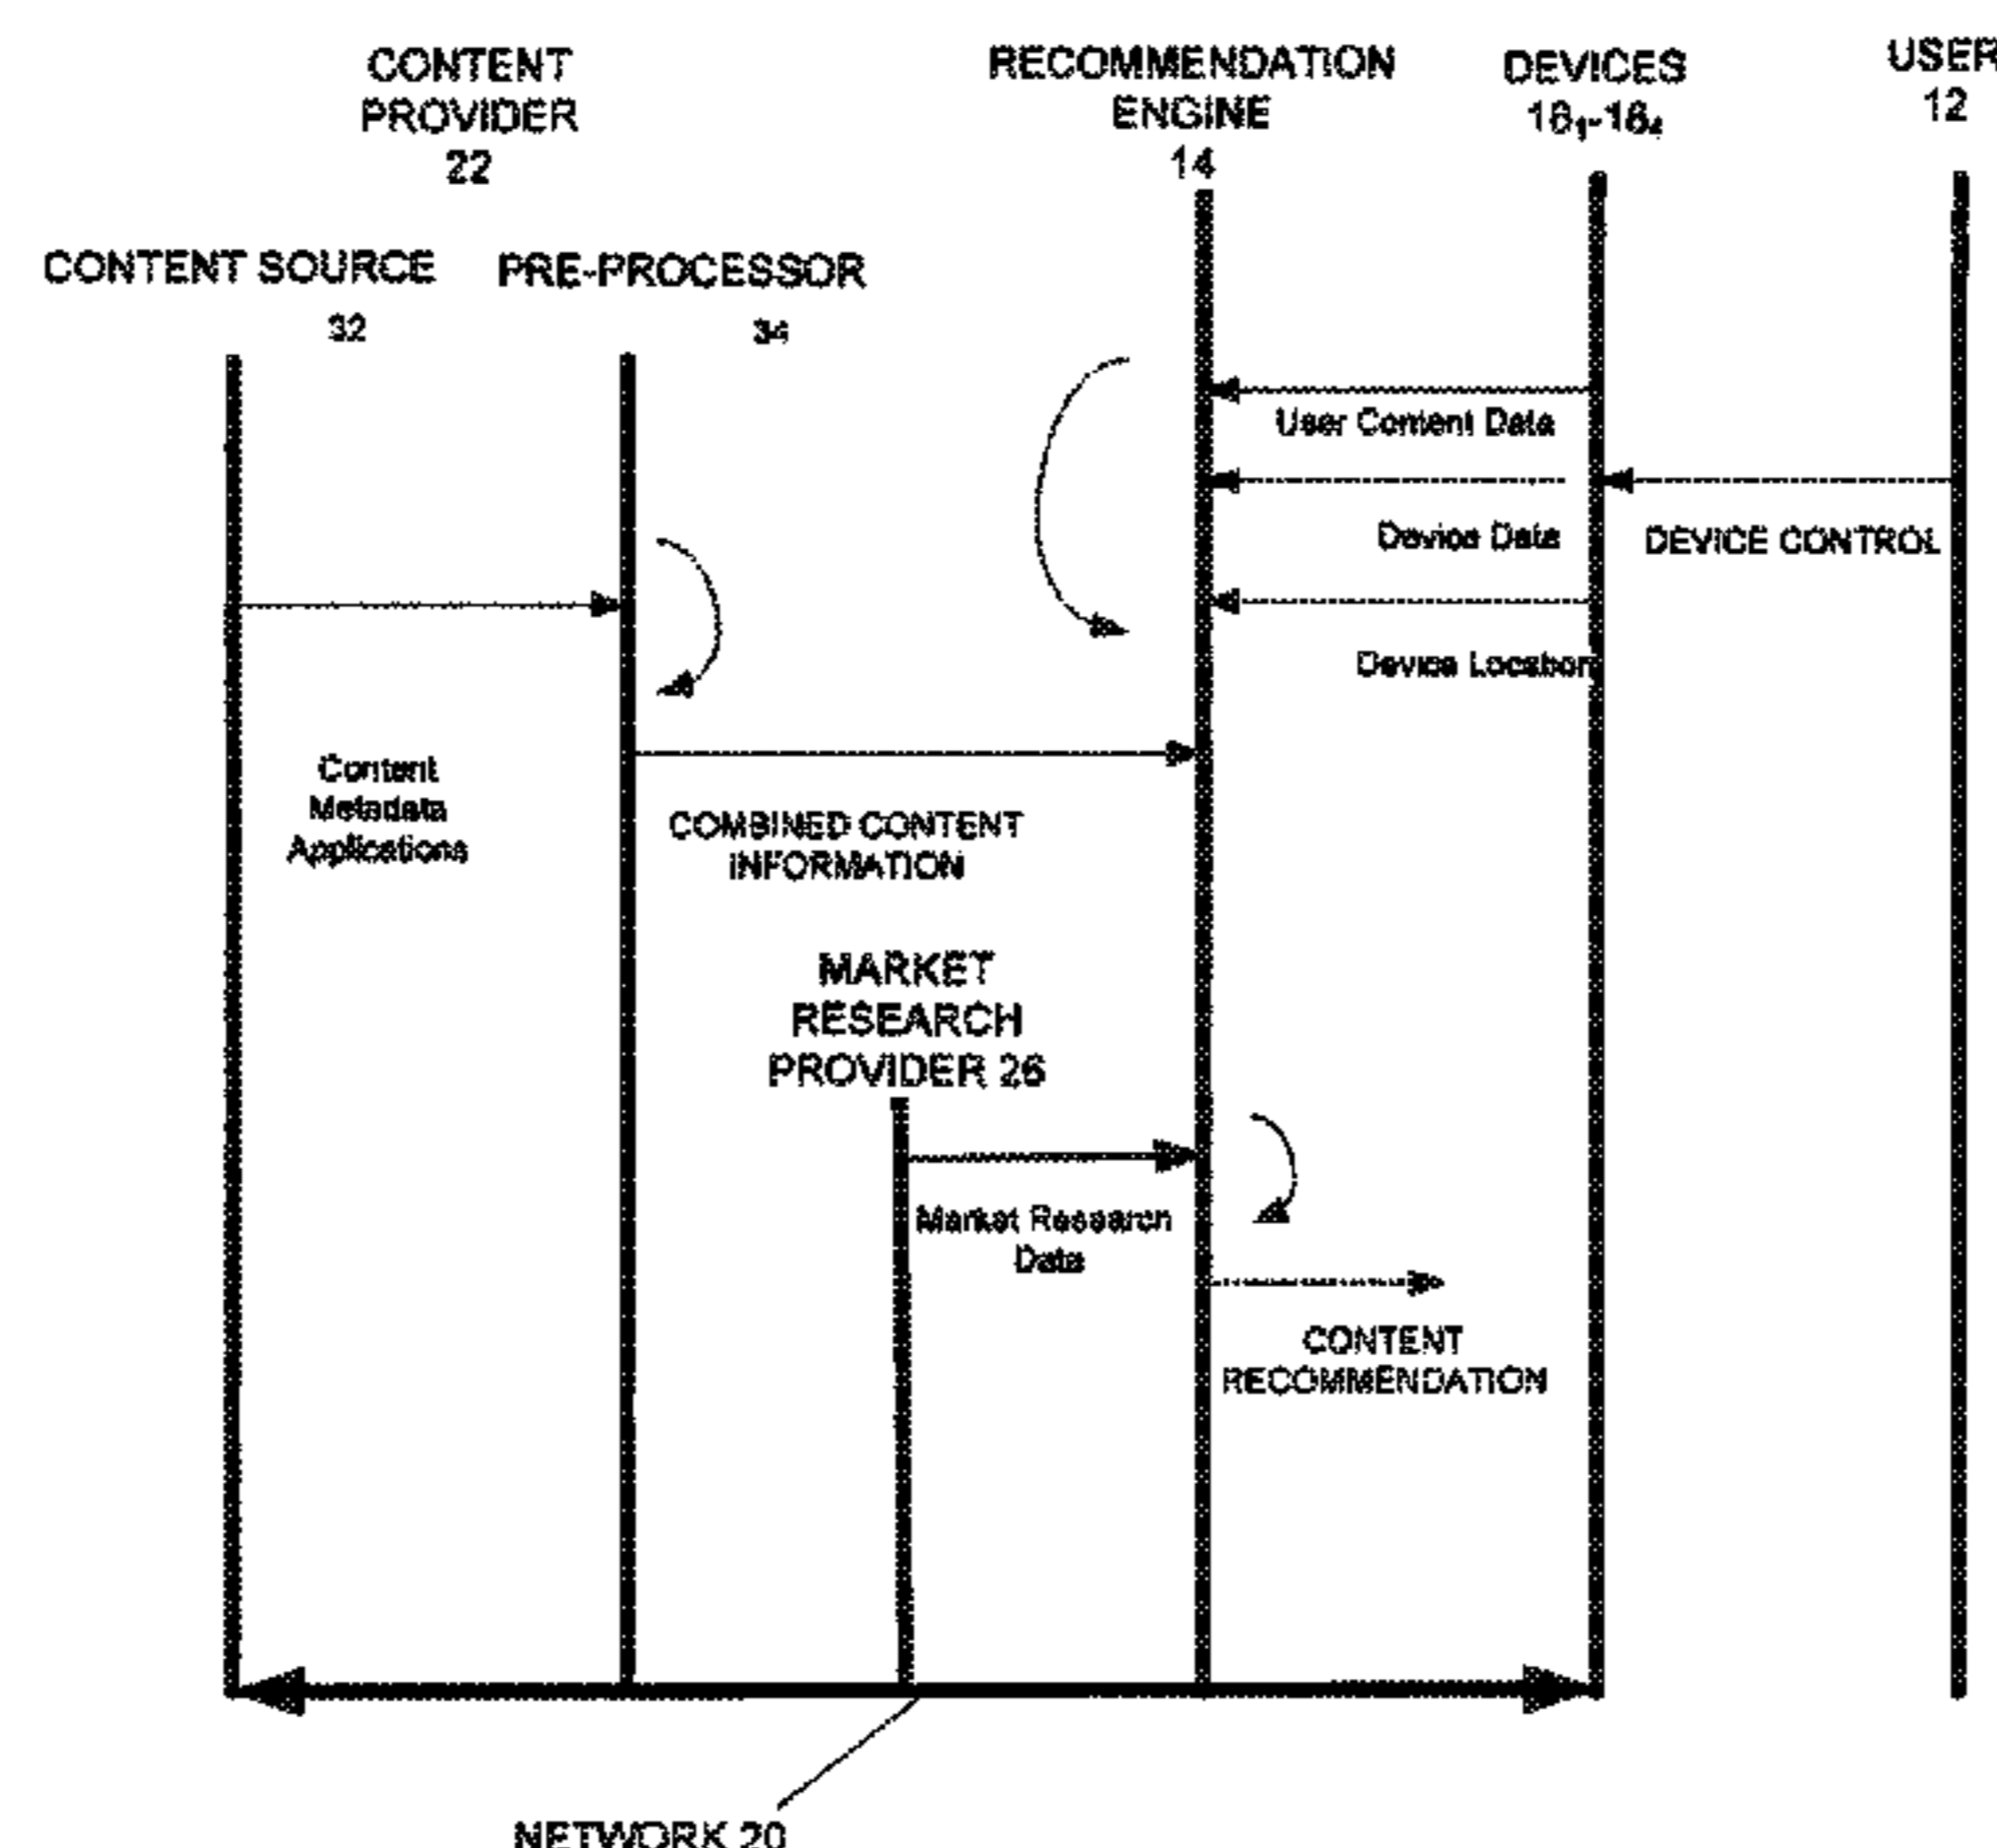 CONTENT
PROVIDER
22
RECOMMENDATION
ENGINE
14
DEVICES
16₁-16₄
USER
12
CONTENT SOURCE
32
PRE-PROCESSOR
34
User Content Data
Device Data
DEVICE CONTROL
Device Location
Content
Metadata
Applications
COMBINED CONTENT
INFORMATION
MARKET
RESEARCH
PROVIDER 26
Market Research
Data
CONTENT
RECOMMENDATION
NETWORK 20